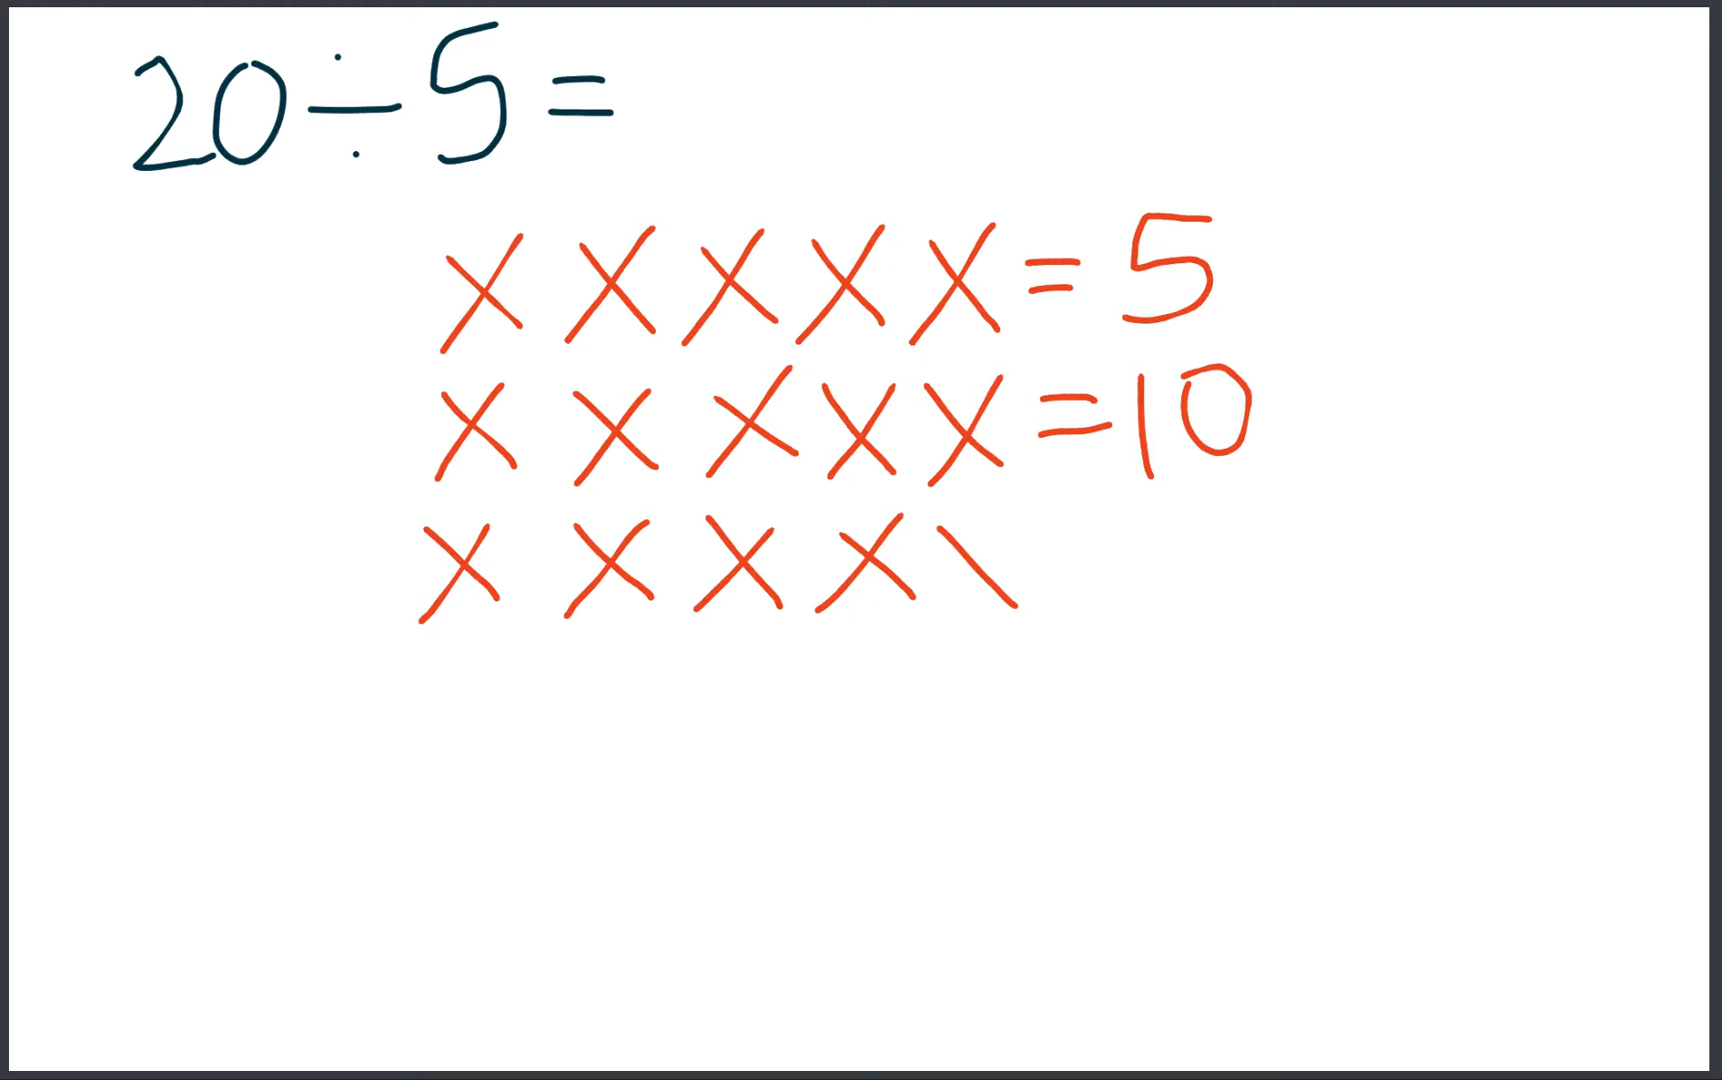 20÷5=
x x x x x = 5
x x x x x = 10
x x x x \